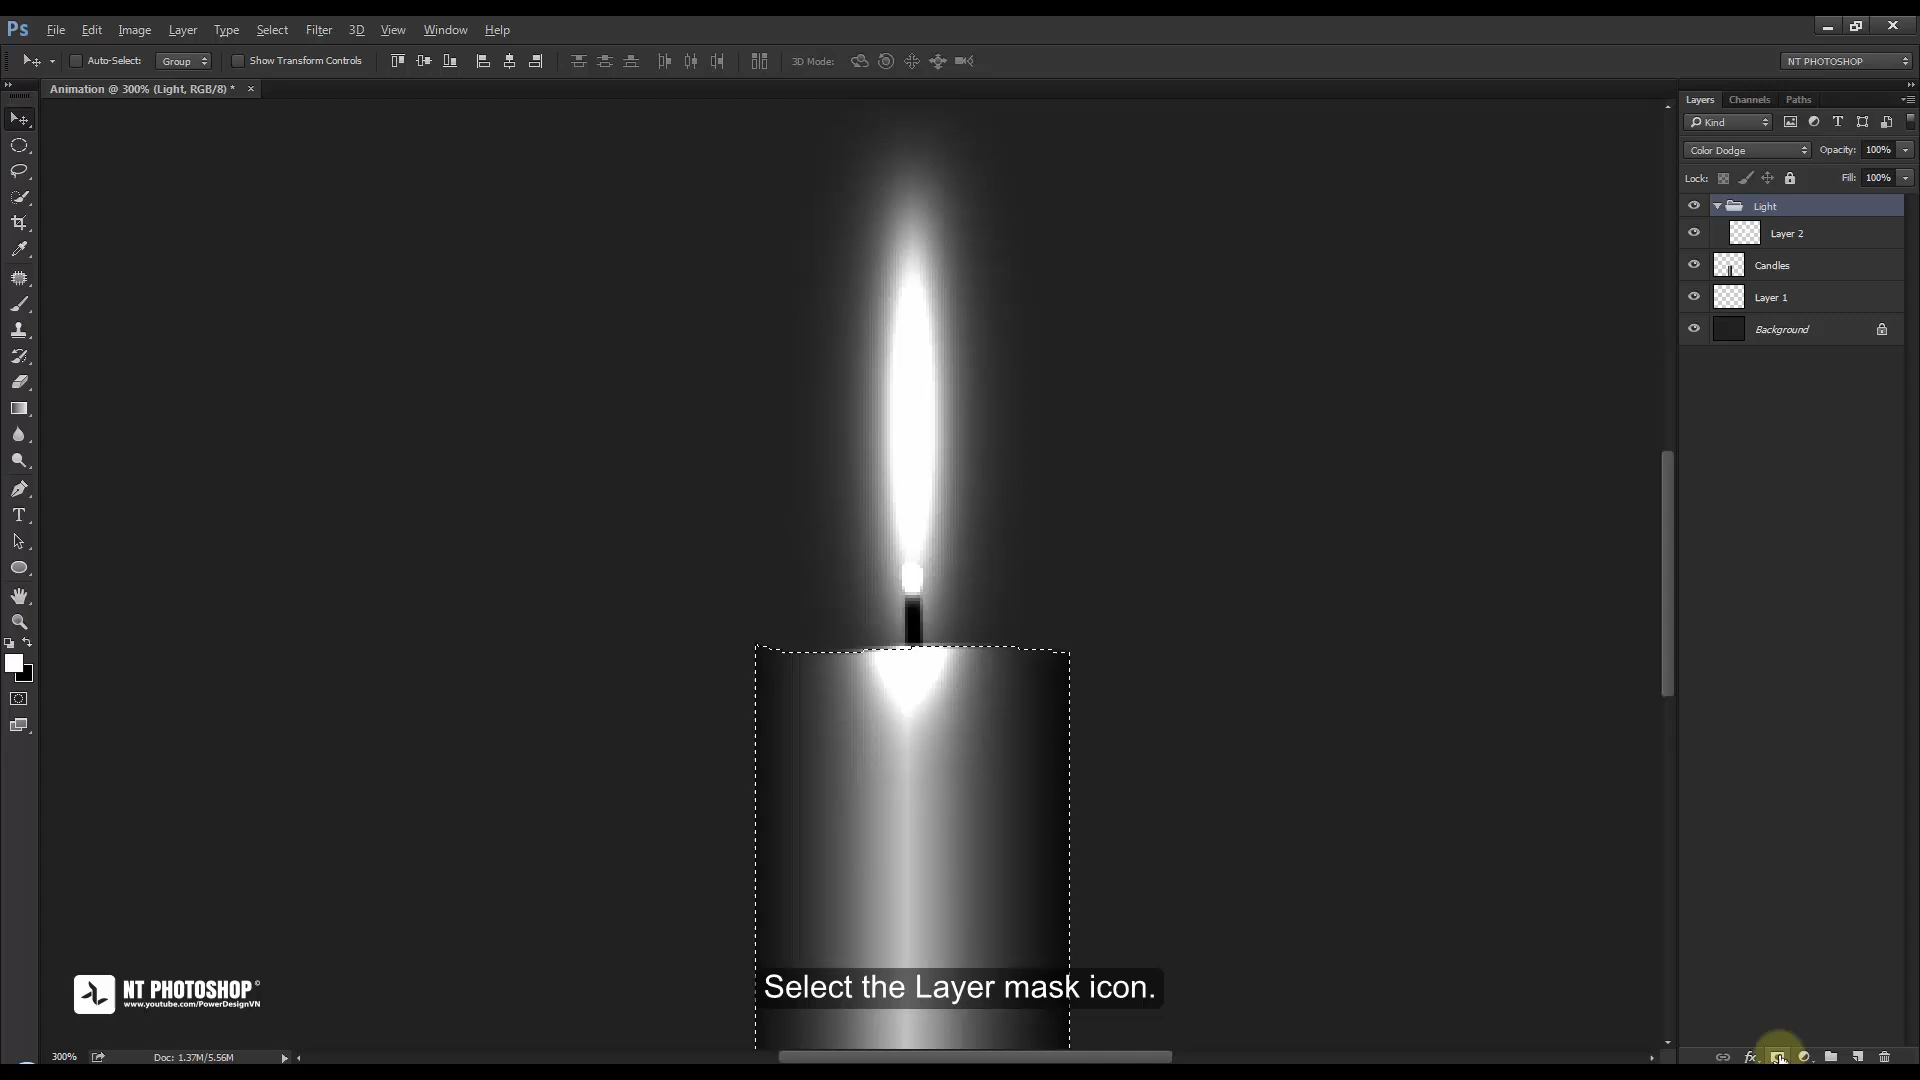 Ps File Edit Image Layer Type Select Filter 3D View Window Help
Auto-Select: Group Show Transform Controls 3D Mode: NT PHOTOSHOP
Animation @ 300% (Light, RGB/8) * ×
Layers Channels Paths
Kind
Color Dodge Opacity: 100%
Lock: Fill: 100%
Light
Layer 2
Candles
Layer 1
Background
NT PHOTOSHOP ©
www.youtube.com/PowerDesignVN
Select the Layer mask icon.
300% Doc: 1.37M/5.56M
fx